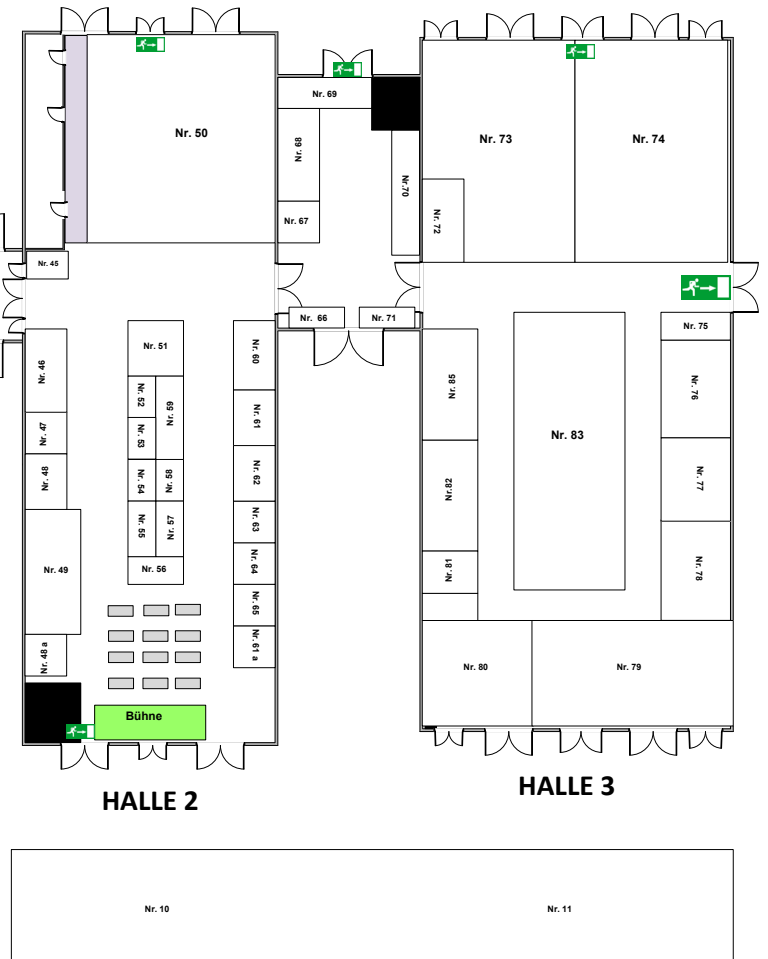 Nr. 69
Nr. 50
Nr. 68
Nr.70
Nr. 73
Nr. 74
Nr. 67
Nr. 72
Nr. 45
Nr. 66
Nr. 71
Nr. 75
Nr. 46
Nr. 51
Nr. 60
Nr. 85
Nr. 76
Nr. 52
Nr. 59
Nr. 61
Nr. 47
Nr. 53
Nr. 83
Nr. 48
Nr. 54
Nr. 58
Nr. 62
Nr.82
Nr. 77
Nr. 55
Nr. 57
Nr. 63
Nr. 49
Nr. 56
Nr. 64
Nr. 81
Nr. 78
Nr. 65
Nr. 48 a
Nr. 61 a
Nr. 80
Nr. 79
Bühne
HALLE 2
HALLE 3
Nr. 10
Nr. 11